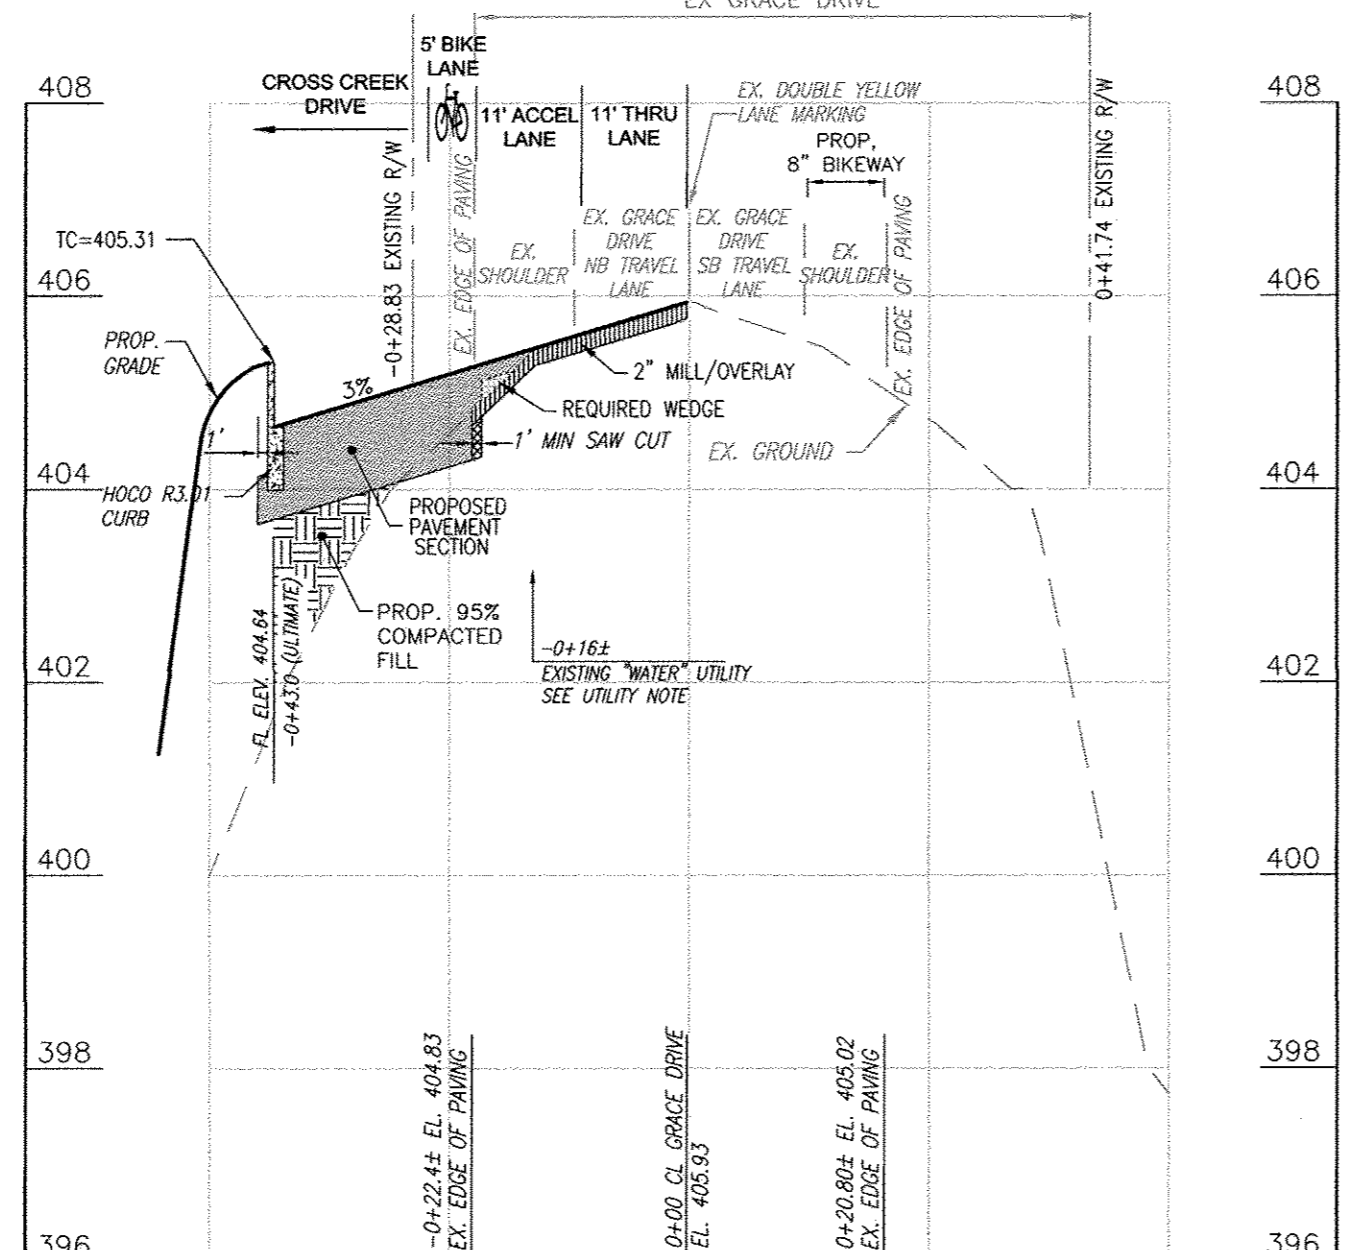 EX GRACE DRIVE
5' BIKE
LANE
CROSS CREEK
DRIVE
11' ACCEL
LANE
11' THRU
LANE
EX. DOUBLE YELLOW
LANE MARKING
PROP,
8" BIKEWAY
408
408
-0+28.83 EXISTING R/W
EX. EDGE OF PAVING
0+41.74 EXISTING R/W
EX. EDGE OF PAVING
TC=405.31
EX.
SHOULDER
EX. GRACE
DRIVE
NB TRAVEL
LANE
EX. GRACE
DRIVE
SB TRAVEL
LANE
EX.
SHOULDER
406
406
PROP.
GRADE
3%
2" MILL/OVERLAY
REQUIRED WEDGE
1'
1' MIN SAW CUT
EX. GROUND
404
404
HOCO R3.01
CURB
PROPOSED
PAVEMENT
SECTION
PROP. 95%
COMPACTED
FILL
FL ELEV. 404.64
-0+43.0 (ULTIMATE)
-0+16±
EXISTING "WATER" UTILITY
SEE UTILITY NOTE
402
402
400
400
398
398
-0+22.4± EL. 404.83
EX. EDGE OF PAVING
0+00 CL GRACE DRIVE
EL. 405.93
0+20.80± EL. 405.02
EX. EDGE OF PAVING
396
396